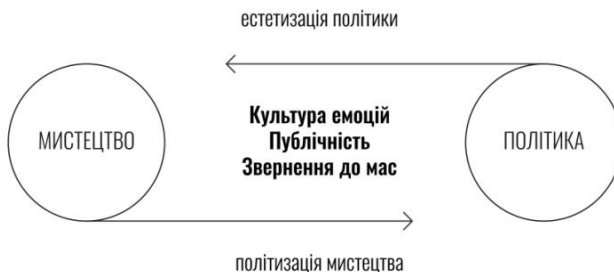 естетизація політики
МИСТЕЦТВО
Культура емоцій
Публічність
Звернення до мас
ПОЛІТИКА
політизація мистецтва